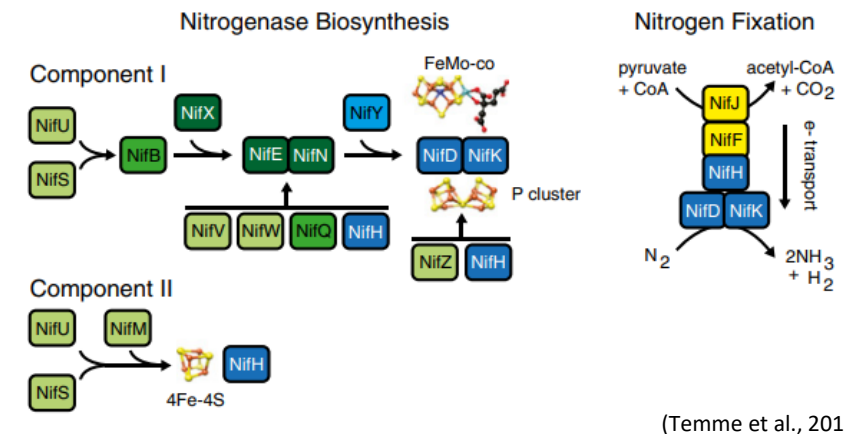 Nitrogenase Biosynthesis
Component I
FeMo-co
NifU
NifS
NifB
NifX
NifE NifN
NifY
NifD NifK
P cluster
NifV NifW NifQ NifH
NifZ NifH
Component II
NifU
NifM
NifS
4Fe-4S
NifH
Nitrogen Fixation
pyruvate
+ CoA
acetyl-CoA
+ CO2
NifJ
NifF
NifH
NifD NifK
e- transport
N2
2NH3
+ H2
(Temme et al., 201